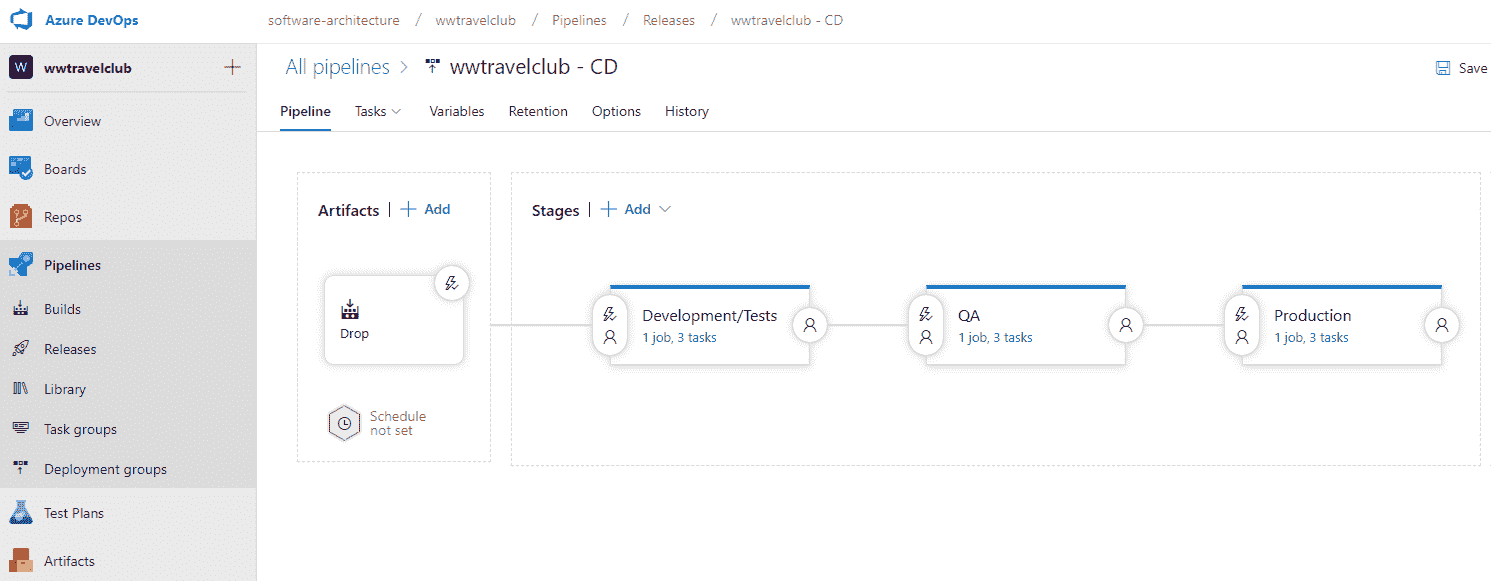 Azure DevOps
software-architecture / wwtravelclub / Pipelines / Releases / wwtravelclub - CD
W wwtravelclub
All pipelines > wwtravelclub - CD
Save
Pipeline Tasks Variables Retention Options History
Overview
Boards
Repos
Pipelines
Builds
Releases
Library
Task groups
Deployment groups
Test Plans
Artifacts
Artifacts | + Add
Drop
Schedule
not set
Stages | + Add
Development/Tests
1 job, 3 tasks
QA
1 job, 3 tasks
Production
1 job, 3 tasks